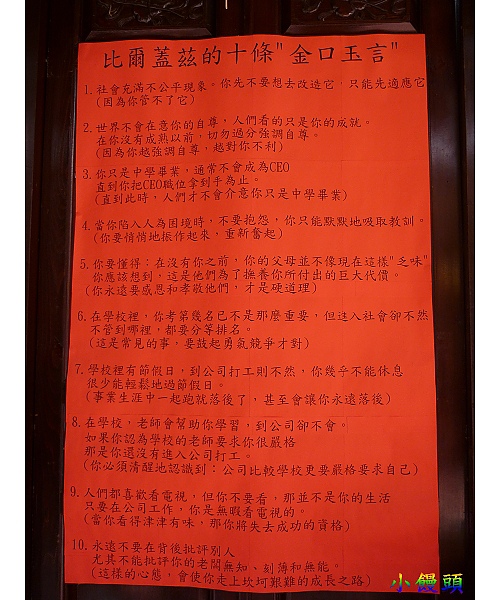 比爾蓋茲的十條"金口玉言"
1.社會充滿不公平現象。你先不要想去改造它，只能先適應它
(因為你管不了它)
2.世界不會在意你的自尊，人們看的只是你的成就。
在你沒有成就以前，切勿過分強調自尊。
(因為你越強調自尊，越對你不利)
3.你只是中學畢業，通常不會成為CEO
直到你把CEO職位拿到手為止。
(直到此時，人們才不會介意你只是中學畢業)
4.當你陷入人為困境時，不要抱怨，你只能默默地吸取教訓。
(你要悄悄地振作起來，重新奮起)
5.你要懂得：在沒有你之前，你的父母並不像現在這樣"乏味"
你應該想到，這是他們為了撫養你所付出的巨大代價。
(你永遠要感恩和孝敬他們，才是硬道理)
6.在學校裡，你考第幾名已不是那麼重要，但進入社會卻不然
不管到哪裡，都要分等排名。
(這是常見的事，要鼓起勇氣競爭才對)
7.學校裡有節假日，到公司打工則不然，你幾乎不能休息
很少能輕鬆地過節假日。
(事業生涯中一起跑就落後了，甚至會讓你永遠落後)
8.在學校，老師會幫助你學習，到公司卻不會。
如果你認為學校的老師要求你很嚴格
那是你還沒有進入公司打工。
(你必須清醒地認識到：公司比較學校更要嚴格要求自己)
9.人們都喜歡看電視，但你不要看，那並不是你的生活
只要在公司工作，你是無暇看電視的。
(當你看得津津有味，那你將失去成功的資格)
10.永遠不要在背後批評別人
尤其不能批評你的老闆無知、刻薄和無能。
(這樣的心態，會使你走上坎坷艱難的成長之路)
小饅頭